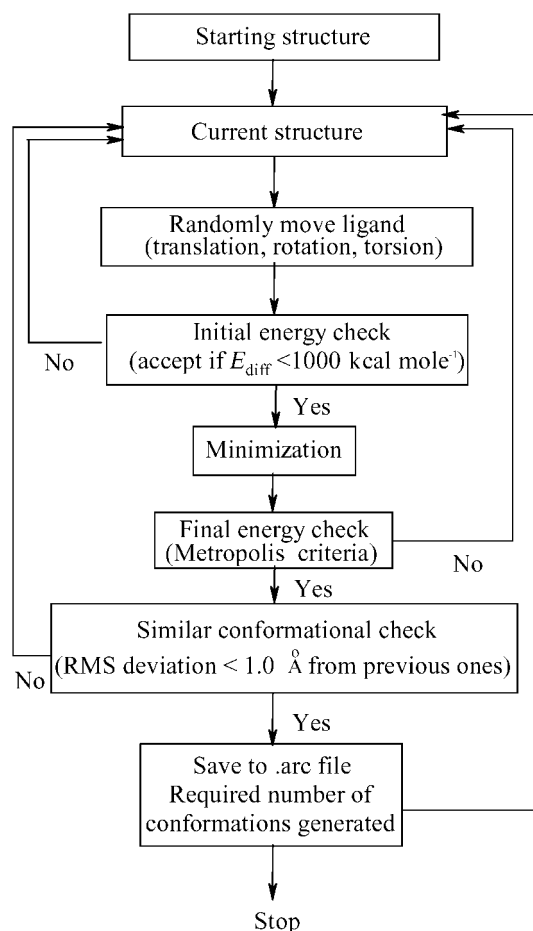 Starting structure
Current structure
Randomly move ligand
(translation, rotation, torsion)
Initial energy check
(accept if E_diff <1000 kcal mole⁻¹)
No
Yes
Minimization
Final energy check
(Metropolis criteria)
No
Yes
Similar conformational check
(RMS deviation < 1.0 Å from previous ones)
No
Yes
Save to .arc file
Required number of
conformations generated
Stop